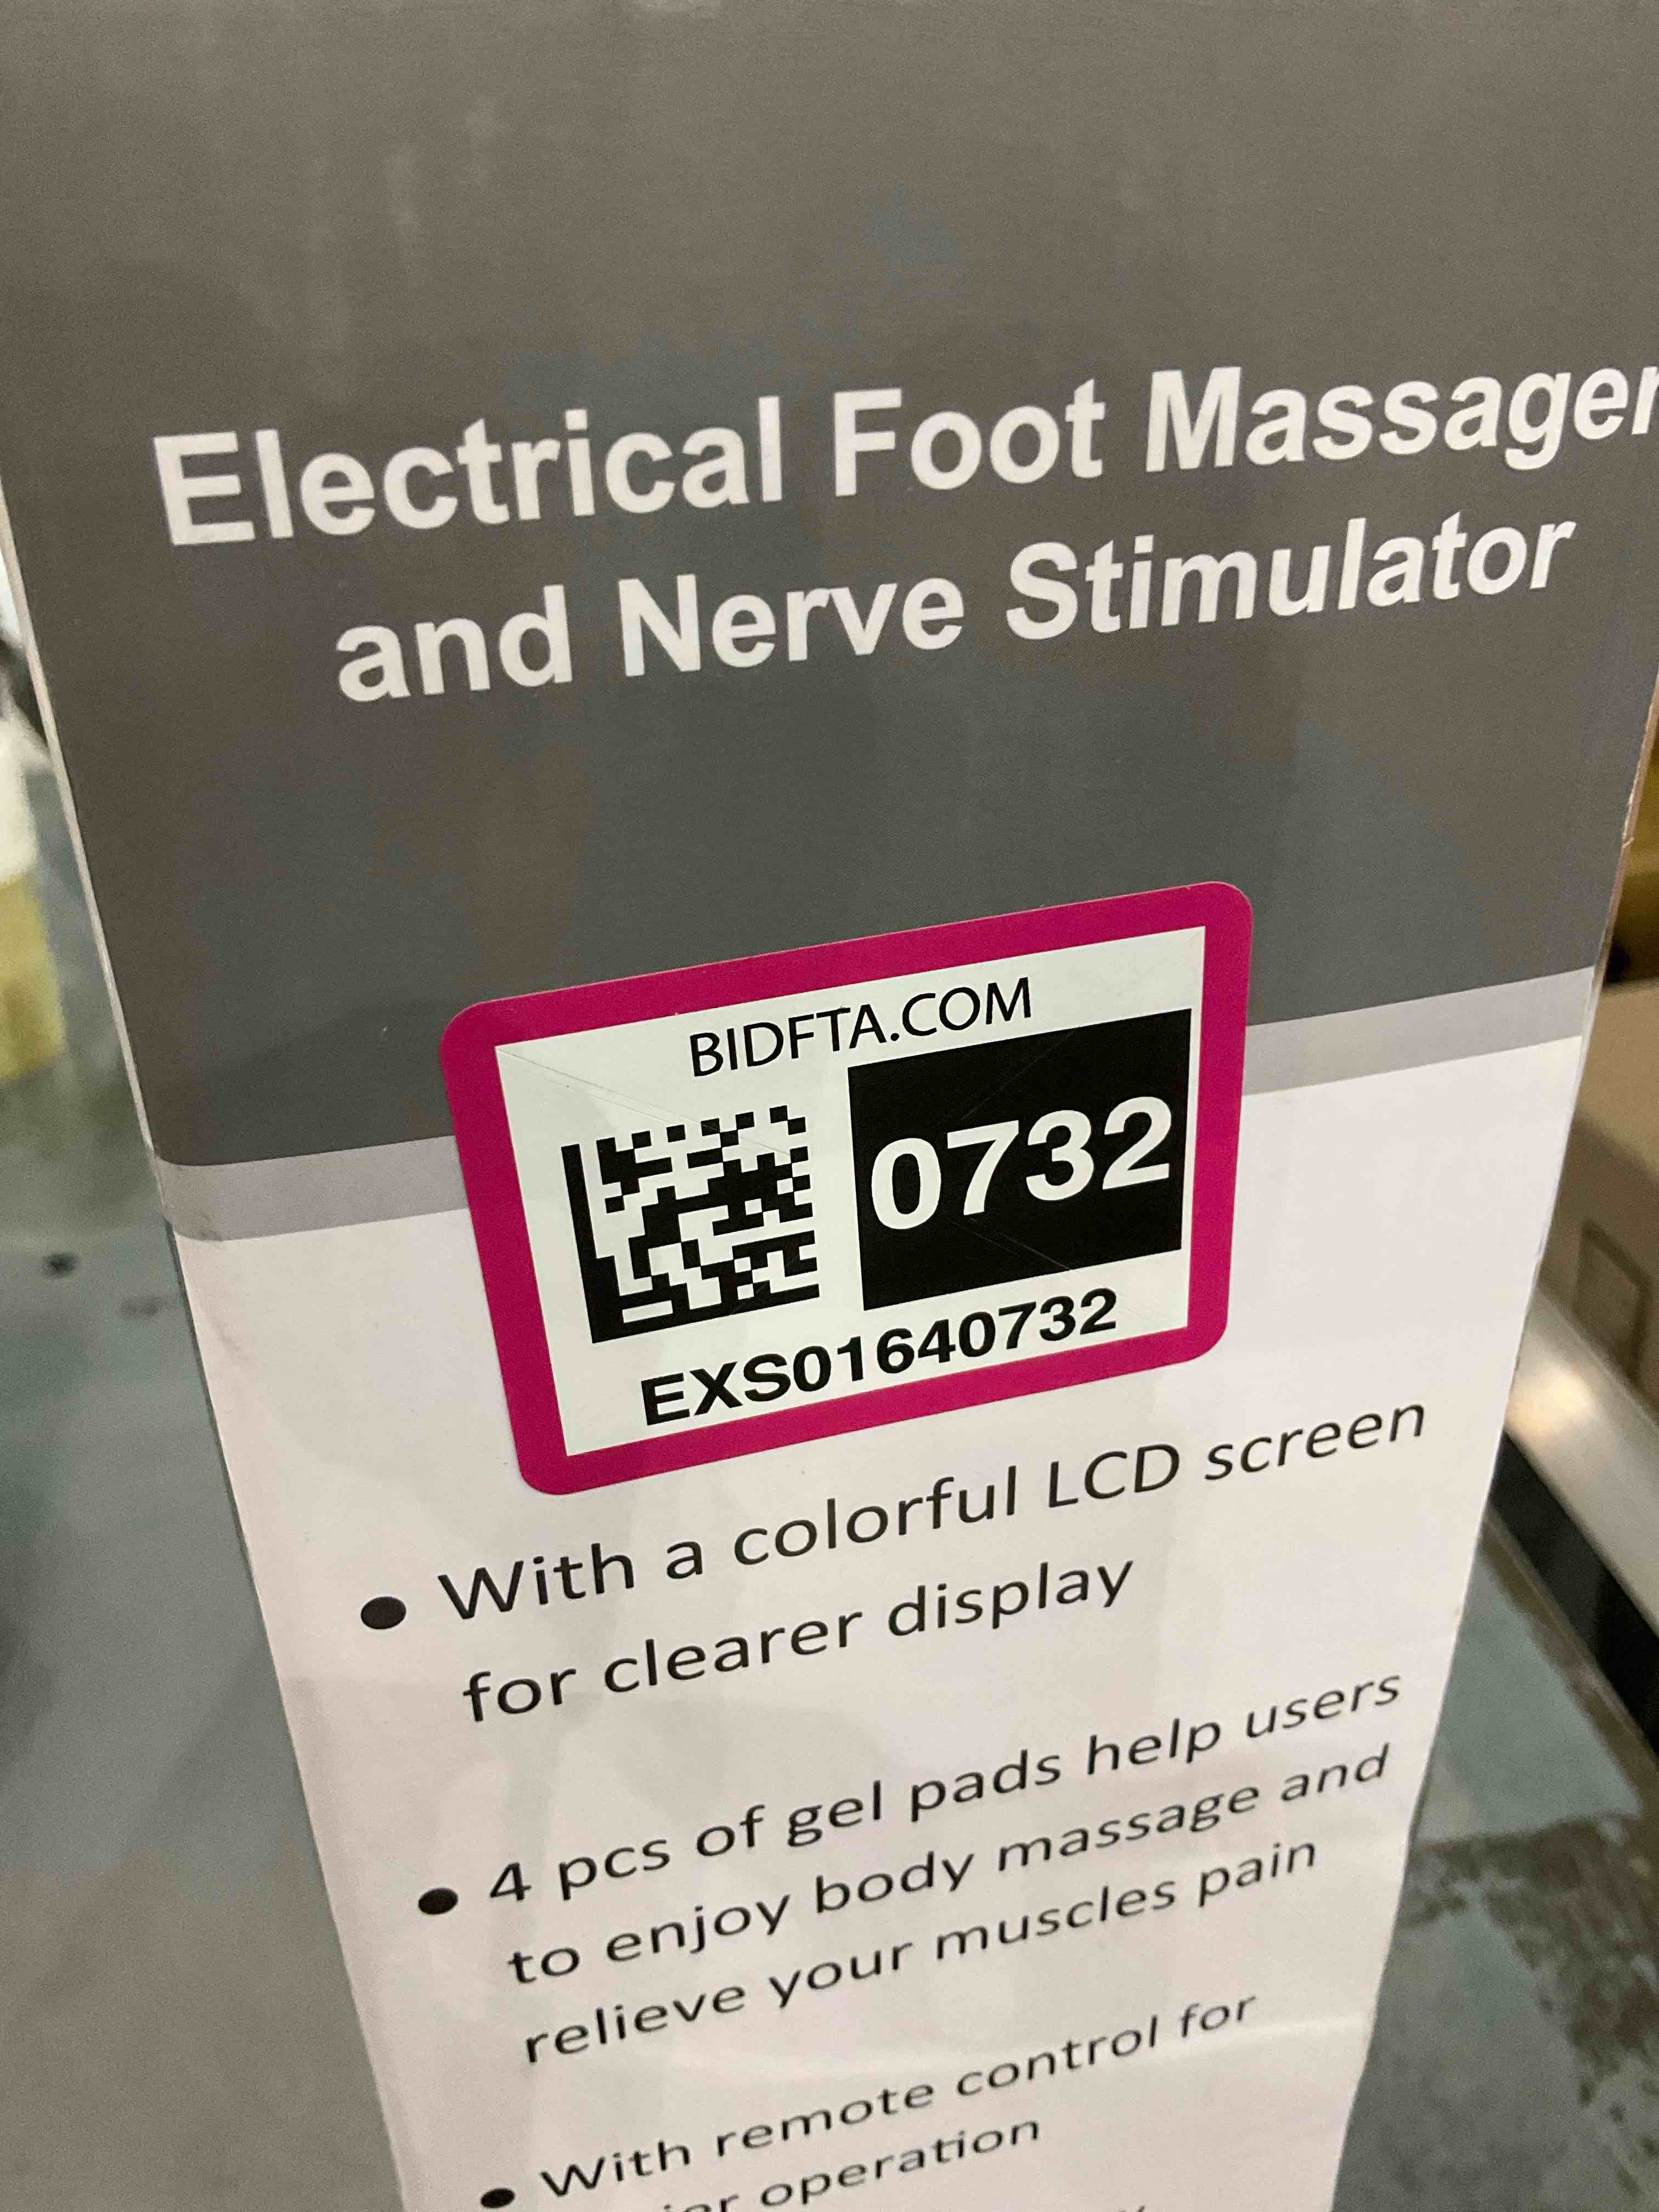 Electrical Foot Massager
and Nerve Stimulator
BIDFTA.COM
0732
EXS01640732
• With a colorful LCD screen
for clearer display
• 4 pcs of gel pads help users
to enjoy body massage and
relieve your muscles pain
• With remote control for
operation